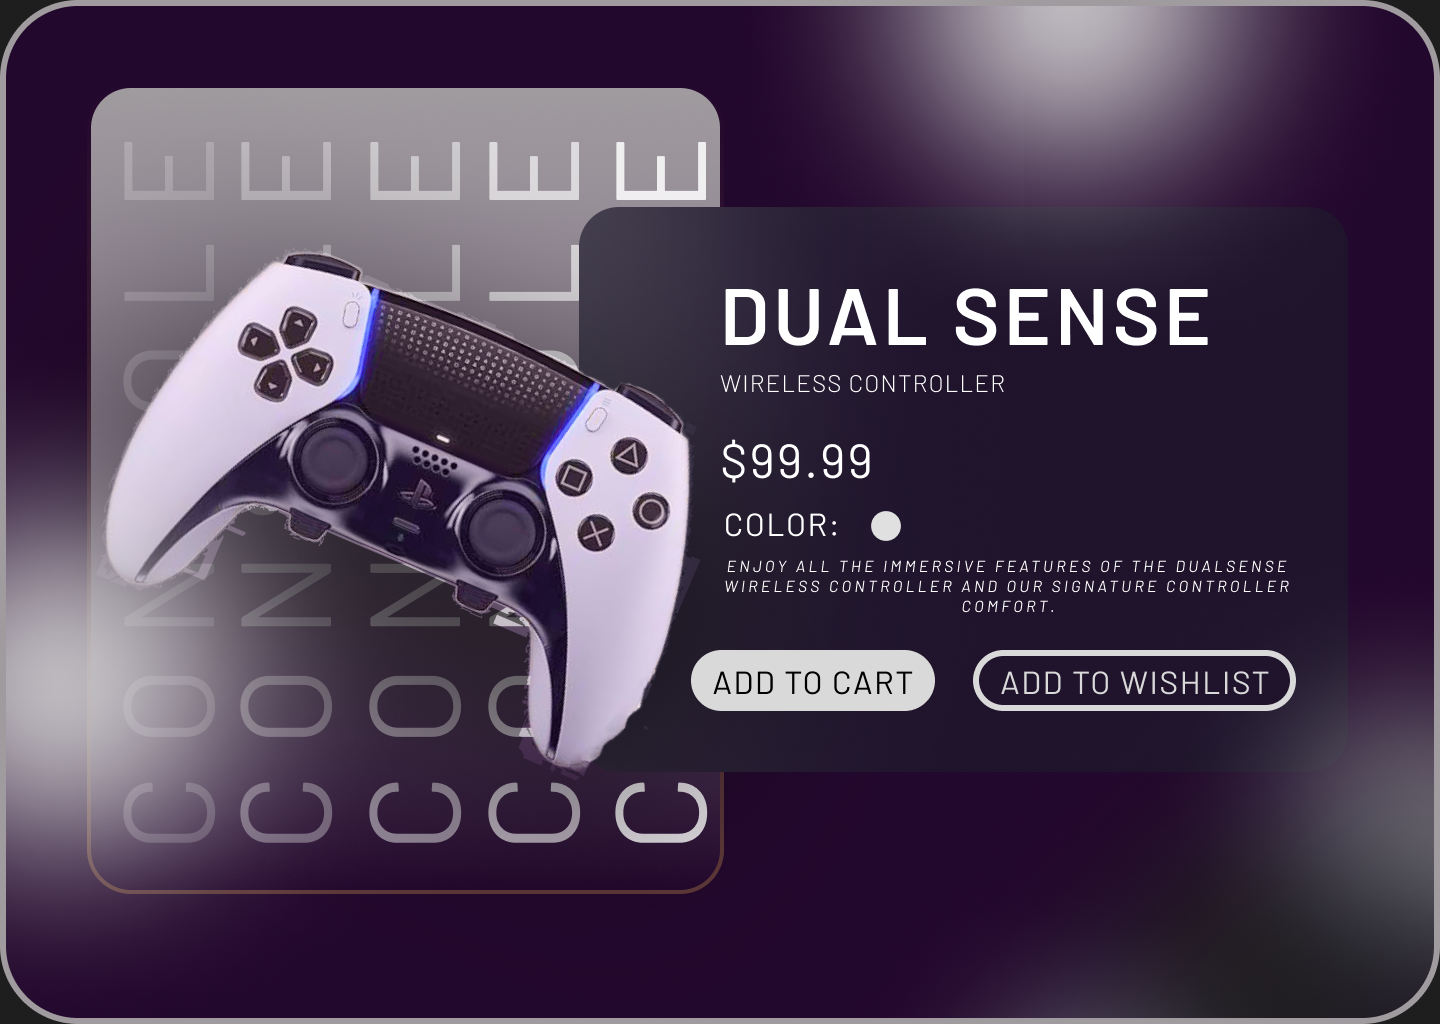 DUAL SENSE
WIRELESS CONTROLLER
$99.99
COLOR:
ENJOY ALL THE IMMERSIVE FEATURES OF THE DUALSENSE
WIRELESS CONTROLLER AND OUR SIGNATURE CONTROLLER
COMFORT.
ADD TO CART
ADD TO WISHLIST